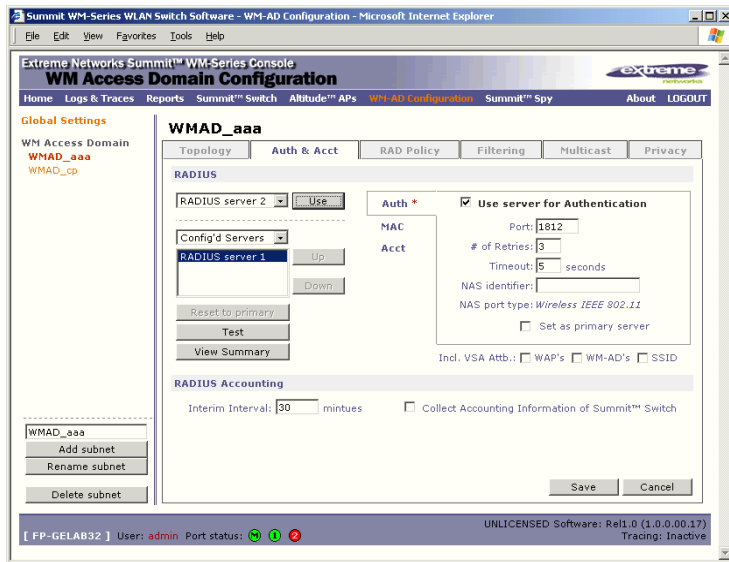 Summit WM-Series WLAN Switch Software - WM-AD Configuration - Microsoft Internet Explorer
File Edit View Favorites Tools Help
Extreme Networks Summit™ WM-Series Console
WM Access Domain Configuration
extreme networks
Home Logs & Traces Reports Summit™ Switch Altitude™ APs WM-AD Configuration Summit™ Spy About LOGOUT
Global Settings
WM Access Domain
WMAD_aaa
WMAD_cp
WMAD_aaa
Topology Auth & Acct RAD Policy Filtering Multicast Privacy
RADIUS
RADIUS server 2 Use
Config'd Servers
RADIUS server 1
Up
Down
Reset to primary
Test
View Summary
Auth *
MAC
Acct
Use server for Authentication
Port: 1812
# of Retries: 3
Timeout: 5 seconds
NAS identifier:
NAS port type: Wireless IEEE 802.11
Set as primary server
Incl. VSA Attb.: WAP's WM-AD's SSID
RADIUS Accounting
Interim Interval: 30 mintues
Collect Accounting Information of Summit™ Switch
WMAD_aaa
Add subnet
Rename subnet
Delete subnet
Save Cancel
[ FP-GELAB32 ] User: admin Port status: M 1 2
UNLICENSED Software: Rel1.0 (1.0.0.00.17)
Tracing: Inactive